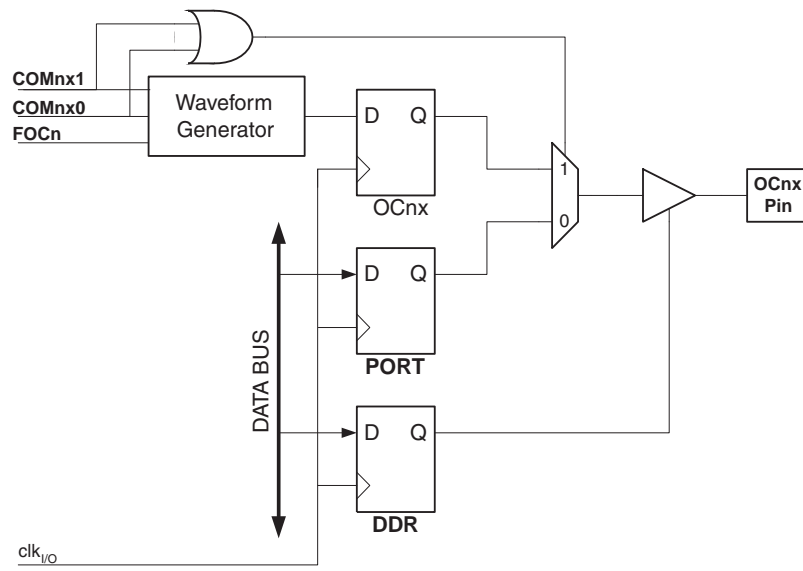 COMnx1
COMnx0
FOCn
Waveform
Generator
D Q
OCnx
1
0
OCnx
Pin
DATA BUS
D Q
PORT
D Q
DDR
clkI/O